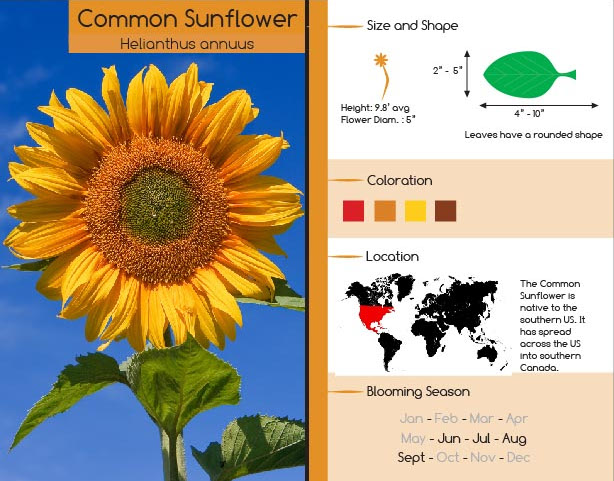 Common Sunflower
Helianthus annuus
Size and Shape
2” - 5”
4” - 10”
Height: 9.8’ avg
Flower Diam. : 5”
Leaves have a rounded shape
Coloration
Location
The Common
Sunflower is
native to the
southern US. It
has spread
across the US
into southern
Canada.
Blooming Season
Jan - Feb - Mar - Apr
May - Jun - Jul - Aug
Sept - Oct - Nov - Dec